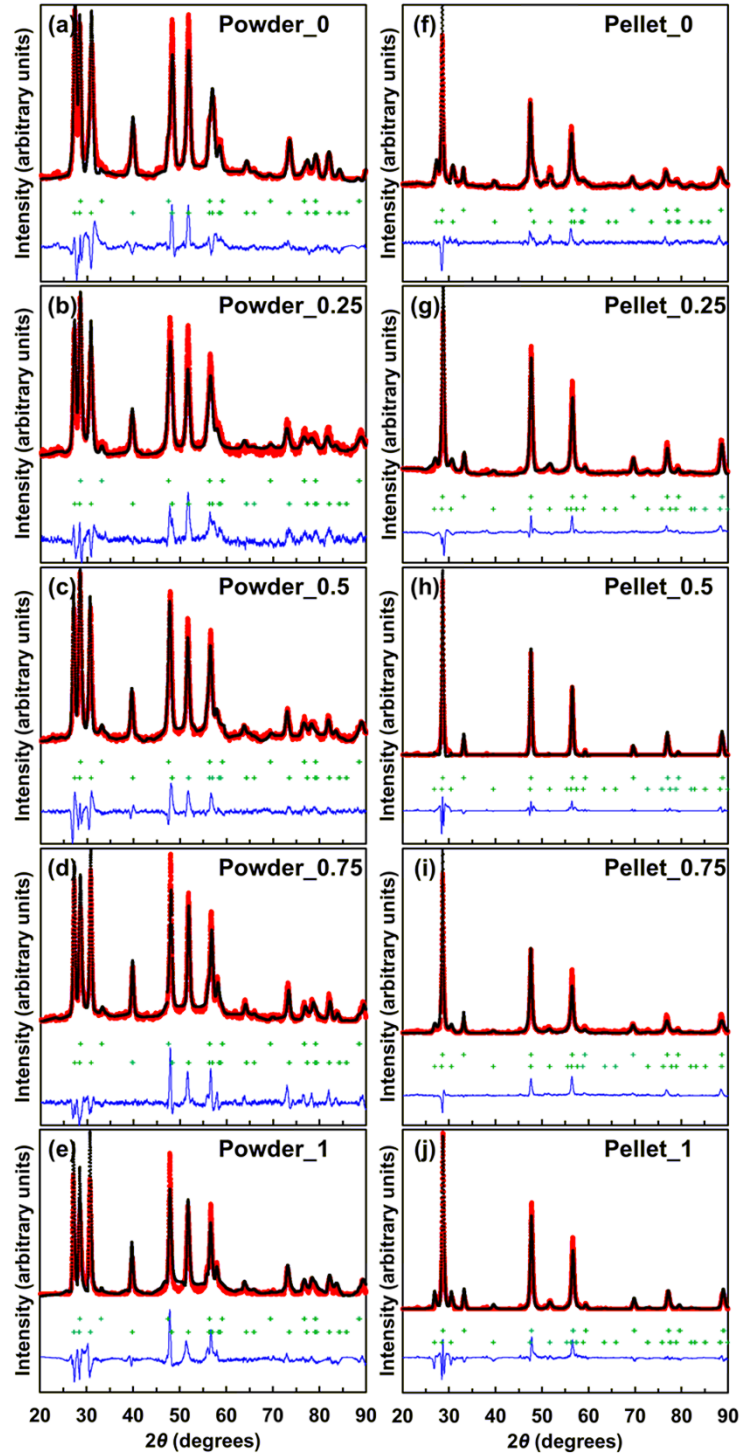 (a) Powder_0
Intensity (arbitrary units)
(b) Powder_0.25
Intensity (arbitrary units)
(c) Powder_0.5
Intensity (arbitrary units)
(d) Powder_0.75
Intensity (arbitrary units)
(e) Powder_1
Intensity (arbitrary units)
20 30 40 50 60 70 80 90
2θ (degrees)
(f) Pellet_0
Intensity (arbitrary units)
(g) Pellet_0.25
Intensity (arbitrary units)
(h) Pellet_0.5
Intensity (arbitrary units)
(i) Pellet_0.75
Intensity (arbitrary units)
(j) Pellet_1
Intensity (arbitrary units)
20 30 40 50 60 70 80 90
2θ (degrees)